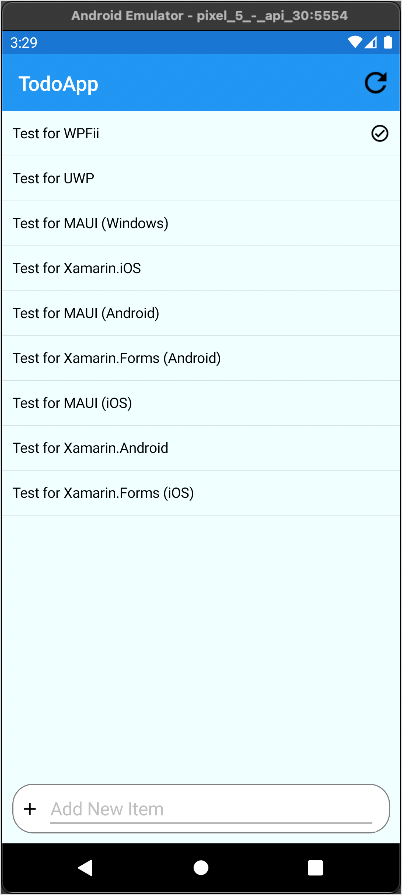 Android Emulator - pixel_5_-_api_30:5554
3:29
TodoApp
Test for WPFii
Test for UWP
Test for MAUI (Windows)
Test for Xamarin.iOS
Test for MAUI (Android)
Test for Xamarin.Forms (Android)
Test for MAUI (iOS)
Test for Xamarin.Android
Test for Xamarin.Forms (iOS)
+ Add New Item